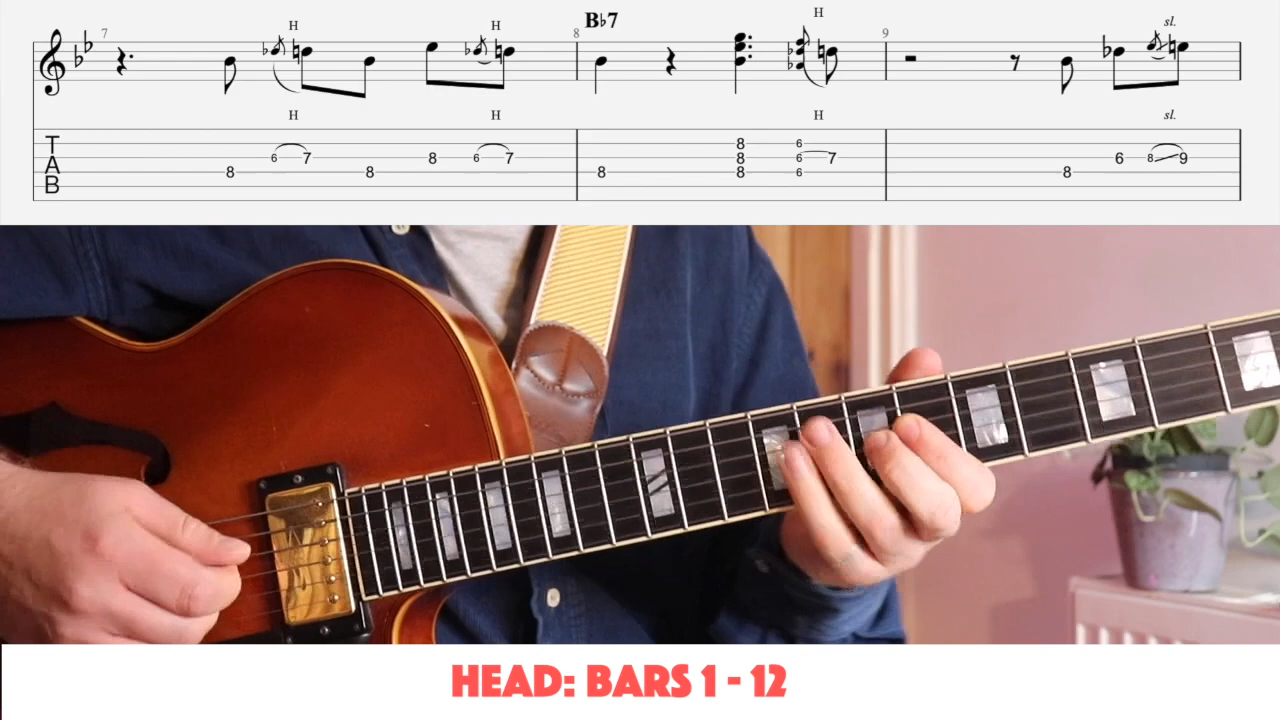 7 H H 8 B♭7 H 9 sl.
H H H sl.
T
A
B
8 6 7 8 8 6 7 8 8 8 8 6 6 6 7 8 6 8 9
HEAD: BARS 1 - 12